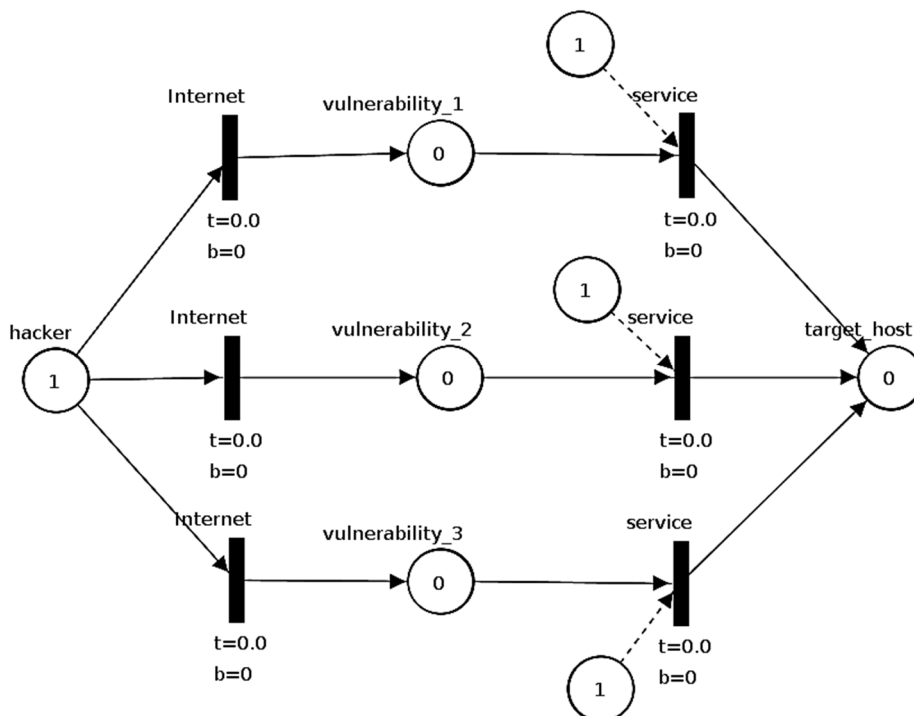 1
Internet
vulnerability_1
service
0
t=0.0
b=0
t=0.0
b=0
1
Internet
vulnerability_2
service
hacker
target_host
1
0
0
t=0.0
b=0
t=0.0
b=0
Internet
vulnerability_3
service
0
t=0.0
b=0
t=0.0
b=0
1